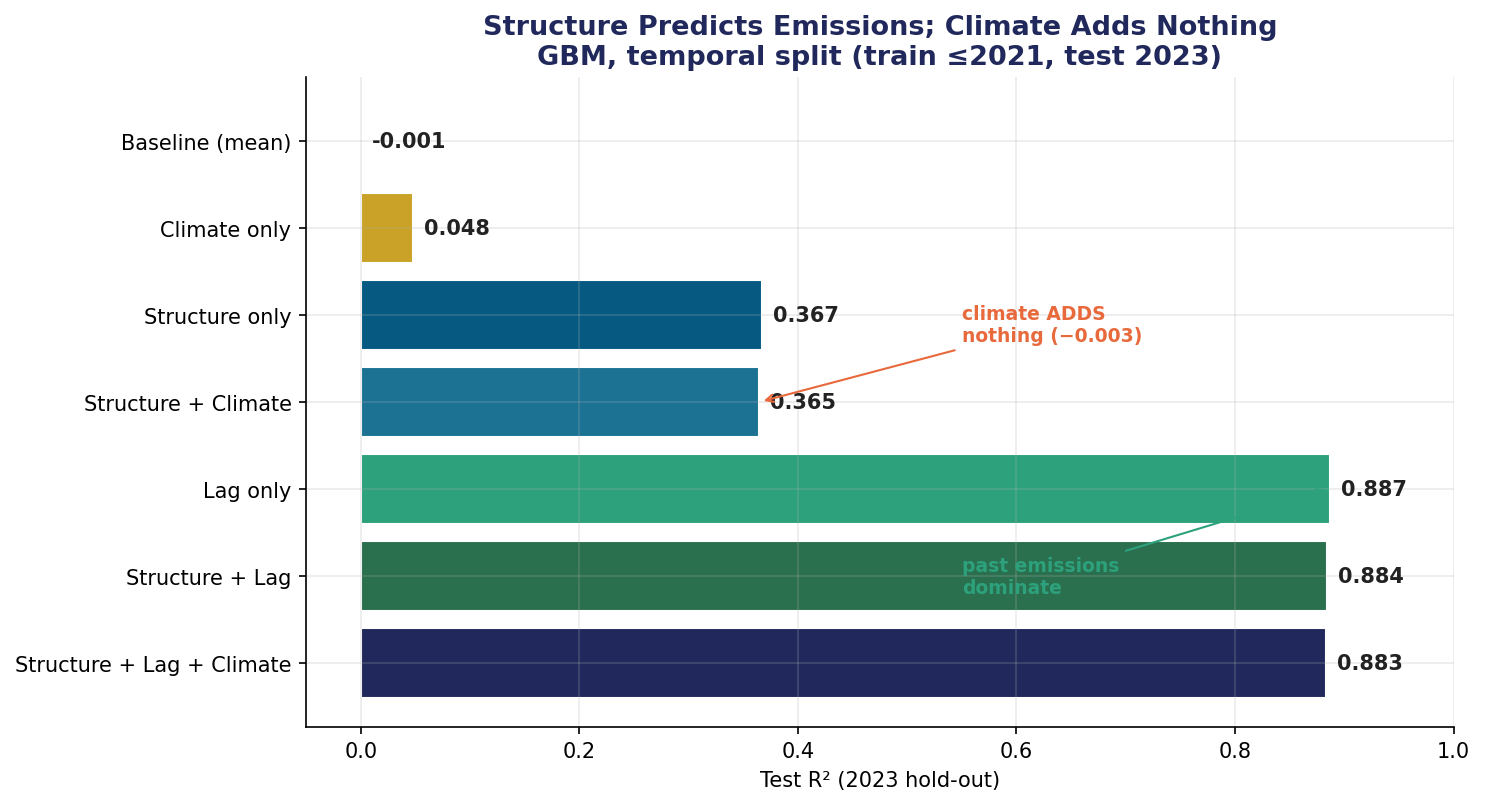 Structure Predicts Emissions; Climate Adds Nothing
GBM, temporal split (train ≤2021, test 2023)
Baseline (mean)
-0.001
Climate only
0.048
Structure only
0.367
climate ADDS
nothing (−0.003)
Structure + Climate
0.365
Lag only
0.887
Structure + Lag
past emissions
dominate
0.884
Structure + Lag + Climate
0.883
0.0
0.2
0.4
0.6
0.8
1.0
Test R² (2023 hold-out)